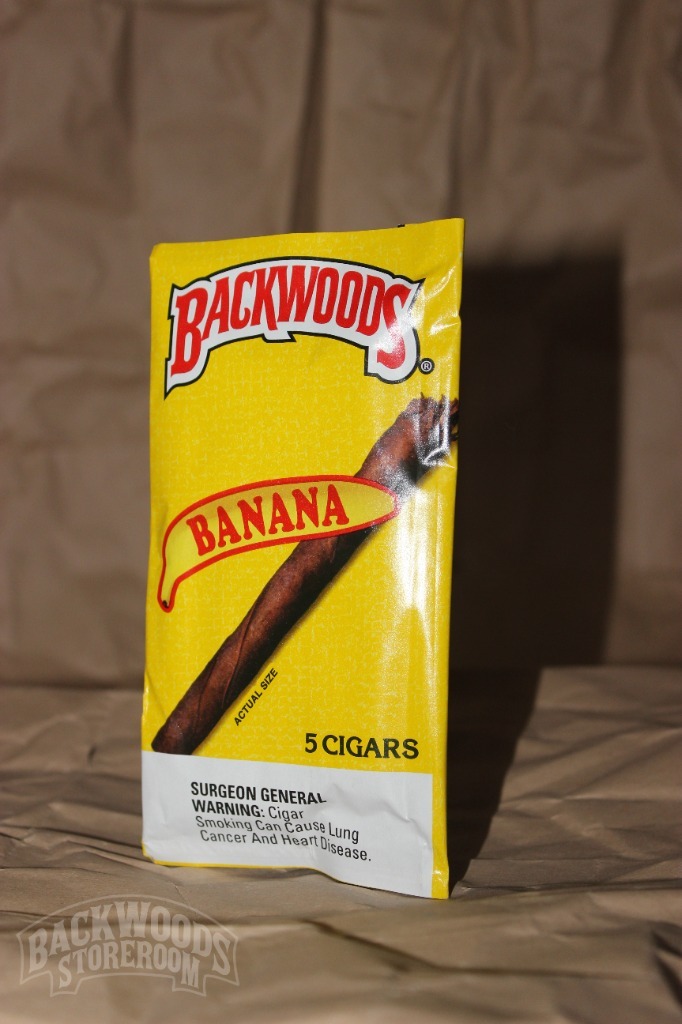 BACKWOODS
®
BANANA
ACTUAL SIZE
5 CIGARS
SURGEON GENERAL
WARNING: Cigar
Smoking Can Cause Lung
Cancer And Heart Disease.
BACKWOODS
STOREROOM